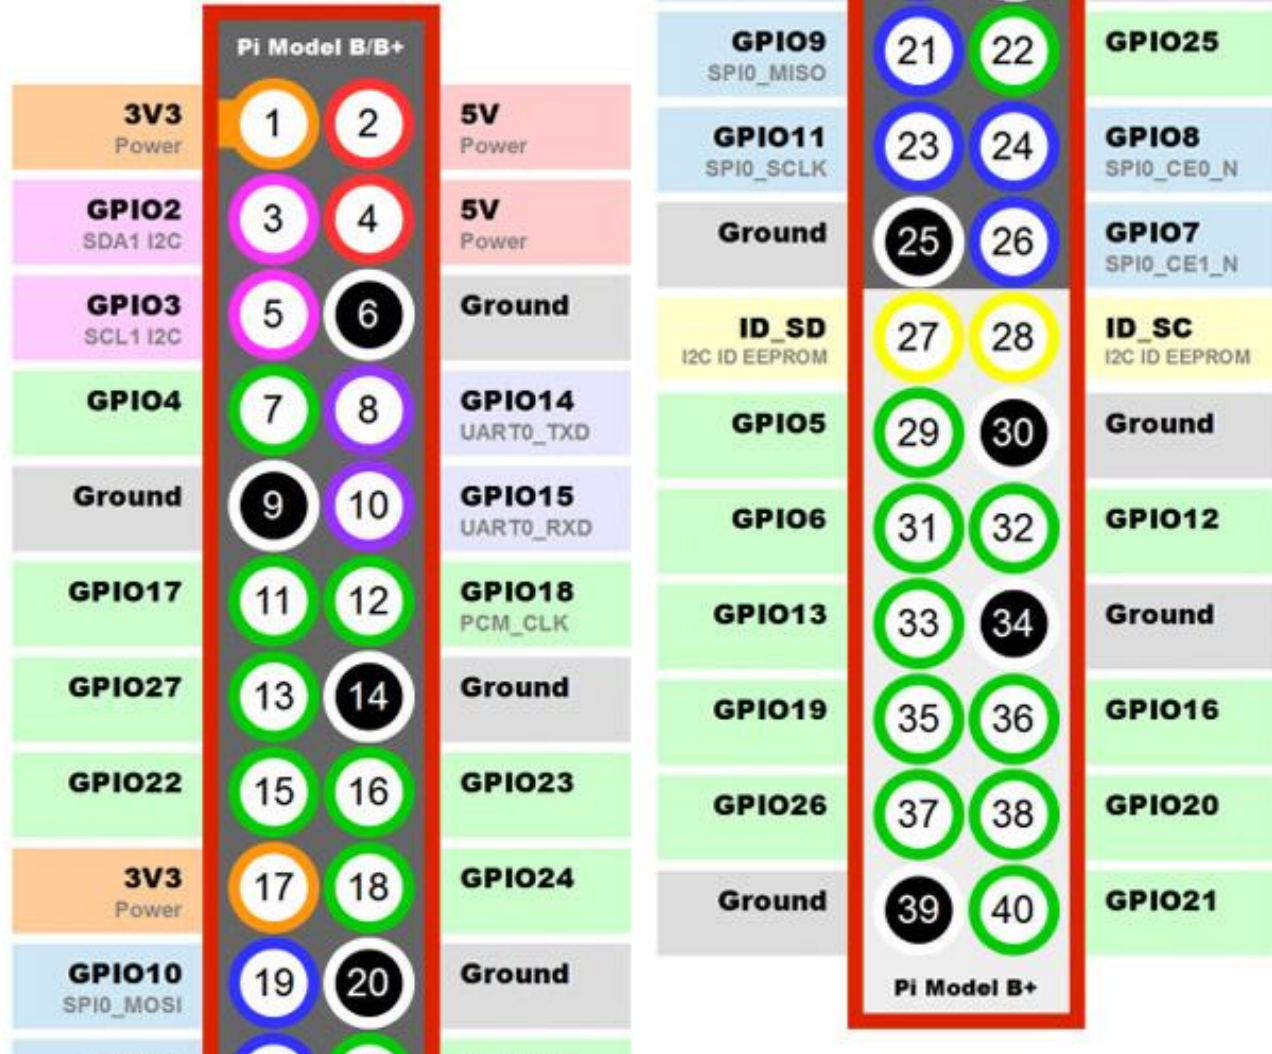 Pi Model B/B+
3V3 1 2 5V
Power Power
GPIO2 3 4 5V
SDA1 I2C Power
GPIO3 5 6 Ground
SCL1 I2C
GPIO4 7 8 GPIO14
UART0_TXD
Ground 9 10 GPIO15
UART0_RXD
GPIO17 11 12 GPIO18
PCM_CLK
GPIO27 13 14 Ground
GPIO22 15 16 GPIO23
3V3 17 18 GPIO24
Power
GPIO10 19 20 Ground
SPI0_MOSI
GPIO9 21 22 GPIO25
SPI0_MISO
GPIO11 23 24 GPIO8
SPI0_SCLK SPI0_CE0_N
Ground 25 26 GPIO7
SPI0_CE1_N
ID_SD 27 28 ID_SC
I2C ID EEPROM I2C ID EEPROM
GPIO5 29 30 Ground
GPIO6 31 32 GPIO12
GPIO13 33 34 Ground
GPIO19 35 36 GPIO16
GPIO26 37 38 GPIO20
Ground 39 40 GPIO21
Pi Model B+